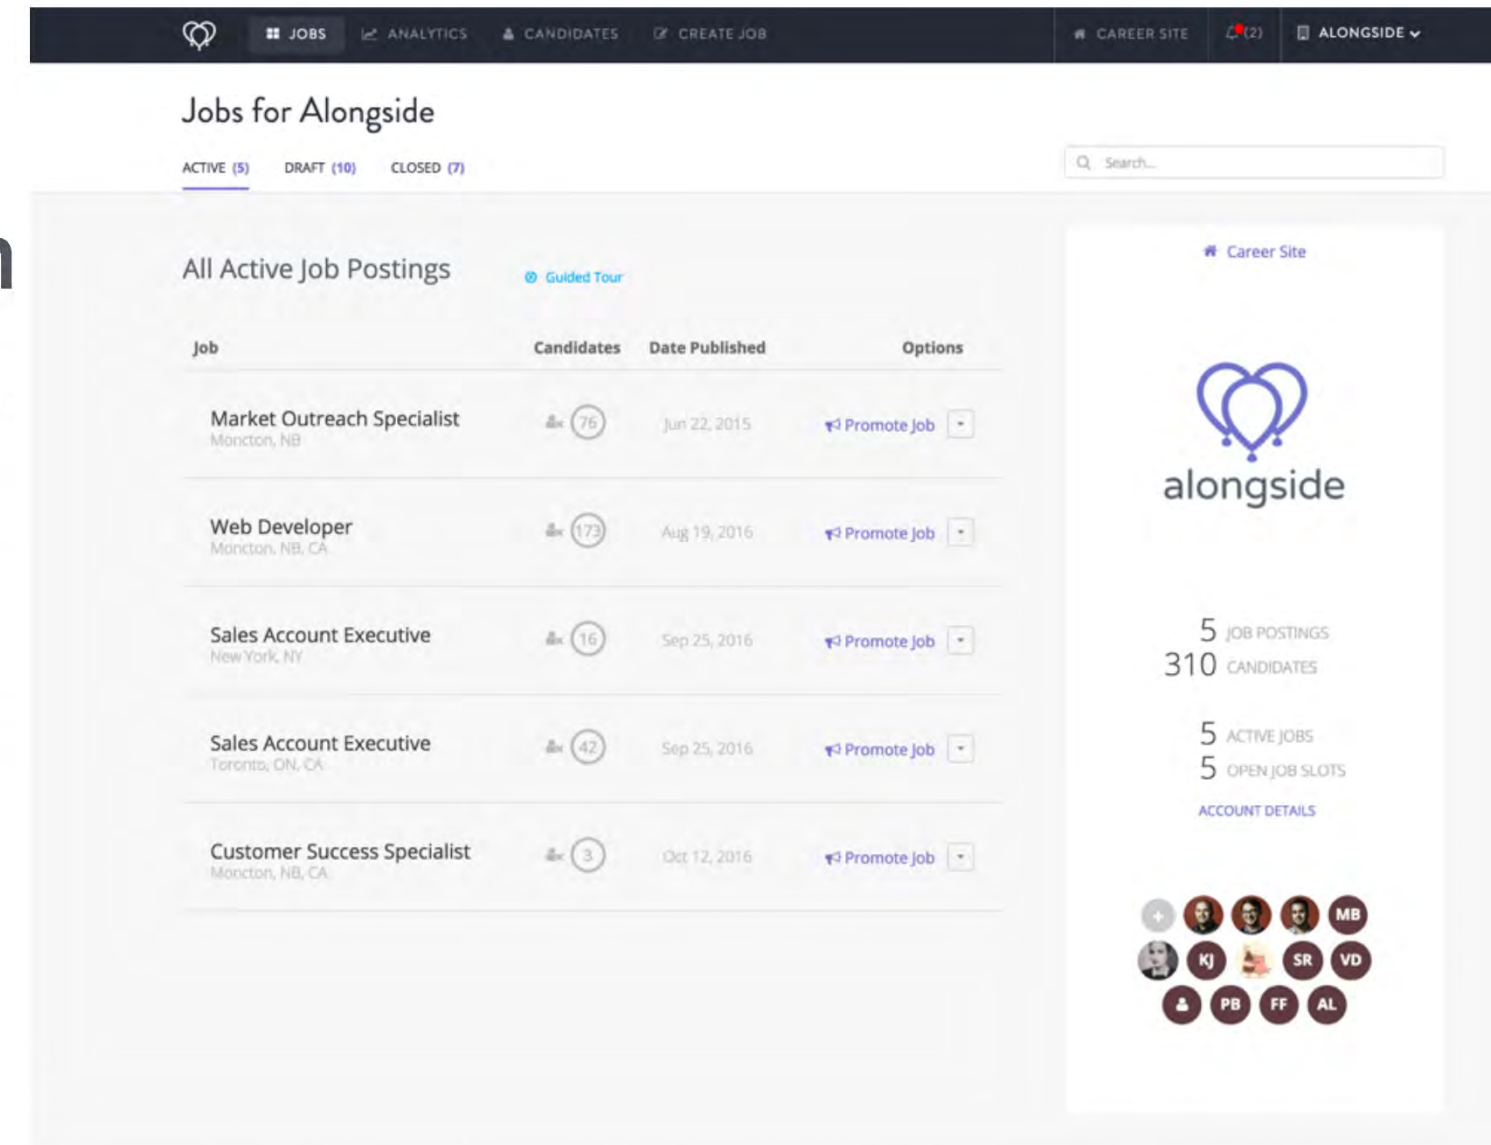 JOBS ANALYTICS CANDIDATES CREATE JOB CAREER SITE (2) ALONGSIDE
Jobs for Alongside
ACTIVE (5) DRAFT (10) CLOSED (7)
Search...
All Active Job Postings
Guided Tour
Job Candidates Date Published Options
Market Outreach Specialist
Moncton, NB
76 Jun 22, 2015 Promote Job
Web Developer
Moncton, NB, CA
173 Aug 19, 2016 Promote Job
Sales Account Executive
New York, NY
16 Sep 25, 2016 Promote Job
Sales Account Executive
Toronto, ON, CA
42 Sep 25, 2016 Promote Job
Customer Success Specialist
Moncton, NB, CA
3 Oct 12, 2016 Promote Job
Career Site
alongside
5 JOB POSTINGS
310 CANDIDATES
5 ACTIVE JOBS
5 OPEN JOB SLOTS
ACCOUNT DETAILS
MB
KJ SR VD
PB FF AL